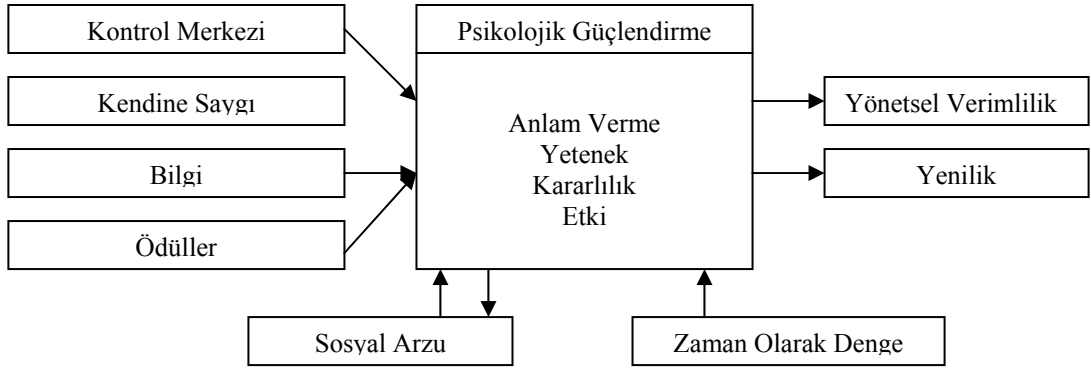 Kontrol Merkezi
Kendine Saygı
Bilgi
Ödüller
Psikolojik Güçlendirme
Anlam Verme
Yetenek
Kararlılık
Etki
Yönetsel Verimlilik
Yenilik
Sosyal Arzu
Zaman Olarak Denge